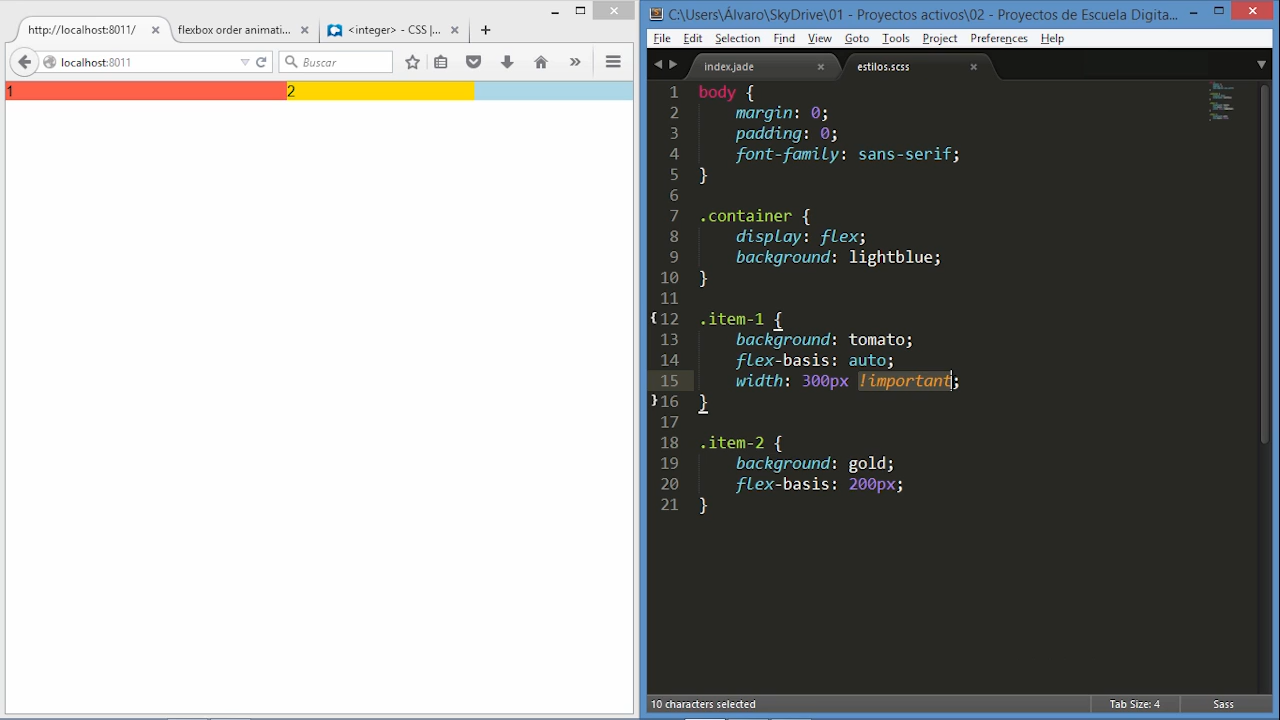 http://localhost:8011/
flexbox order animati...
<integer> - CSS |...
localhost:8011
Buscar
1
2
C:\Users\Álvaro\SkyDrive\01 - Proyectos activos\02 - Proyectos de Escuela Digita...
File Edit Selection Find View Goto Tools Project Preferences Help
index.jade
estilos.scss
1 body {
2 margin: 0;
3 padding: 0;
4 font-family: sans-serif;
5 }
6
7 .container {
8 display: flex;
9 background: lightblue;
10 }
11
12 .item-1 {
13 background: tomato;
14 flex-basis: auto;
15 width: 300px !important;
16 }
17
18 .item-2 {
19 background: gold;
20 flex-basis: 200px;
21 }
10 characters selected
Tab Size: 4
Sass